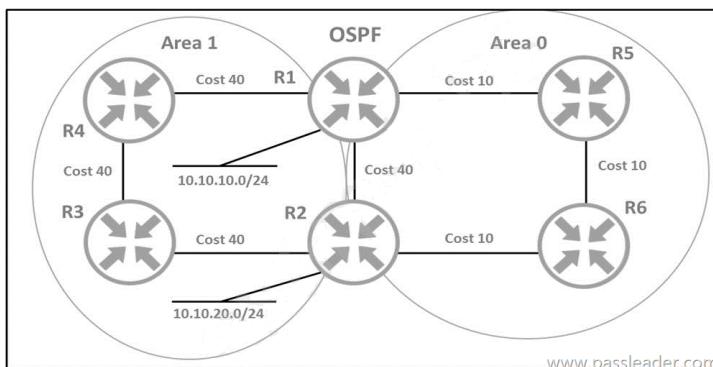 Area 1
OSPF
Area 0
R4
Cost 40
R1
Cost 10
R5
Cost 40
10.10.10.0/24
Cost 40
Cost 10
R3
Cost 40
R2
Cost 10
R6
10.10.20.0/24
www.passleader.com